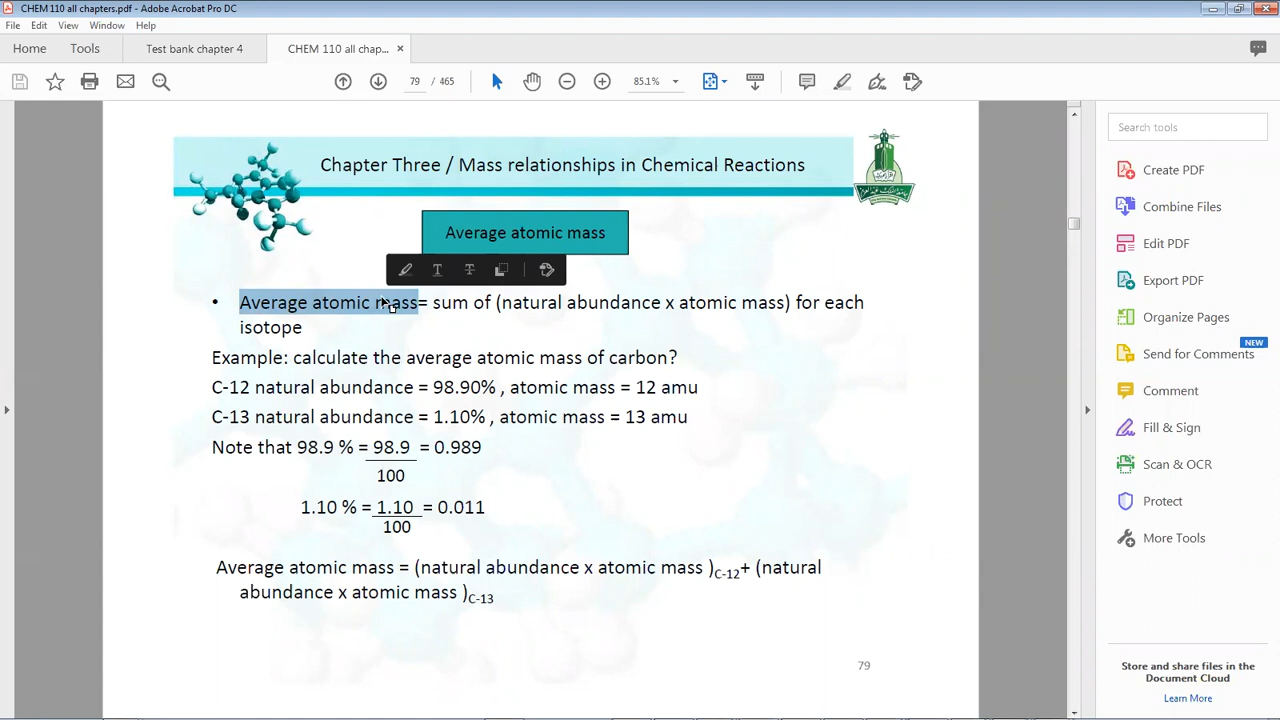 CHEM 110 all chapters.pdf - Adobe Acrobat Pro DC
File Edit View Window Help
Home Tools Test bank chapter 4 CHEM 110 all chap... ×
79 / 465 85.1%
Search tools
Chapter Three / Mass relationships in Chemical Reactions
Average atomic mass
• Average atomic mass= sum of (natural abundance x atomic mass) for each
isotope
Example: calculate the average atomic mass of carbon?
C-12 natural abundance = 98.90% , atomic mass = 12 amu
C-13 natural abundance = 1.10% , atomic mass = 13 amu
Note that 98.9 % = 98.9 = 0.989
100
1.10 % = 1.10 = 0.011
100
Average atomic mass = (natural abundance x atomic mass )C-12+ (natural
abundance x atomic mass )C-13
79
Create PDF
Combine Files
Edit PDF
Export PDF
Organize Pages
NEW
Send for Comments
Comment
Fill & Sign
Scan & OCR
Protect
More Tools
Store and share files in the
Document Cloud
Learn More